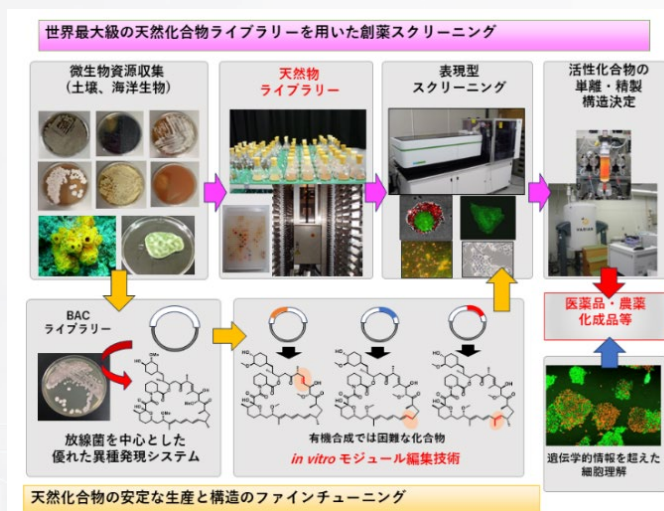 世界最大級の天然化合物ライブラリーを用いた創薬スクリーニング
微生物資源収集
(土壌、海洋生物)
天然物
ライブラリー
表現型
スクリーニング
活性化合物の
単離・精製
構造決定
BAC
ライブラリー
放線菌を中心とした
優れた異種発現システム
有機合成では困難な化合物
in vitro モジュール編集技術
医薬品・農薬
化成品等
遺伝学的情報を超えた
細胞理解
天然化合物の安定な生産と構造のファインチューニング